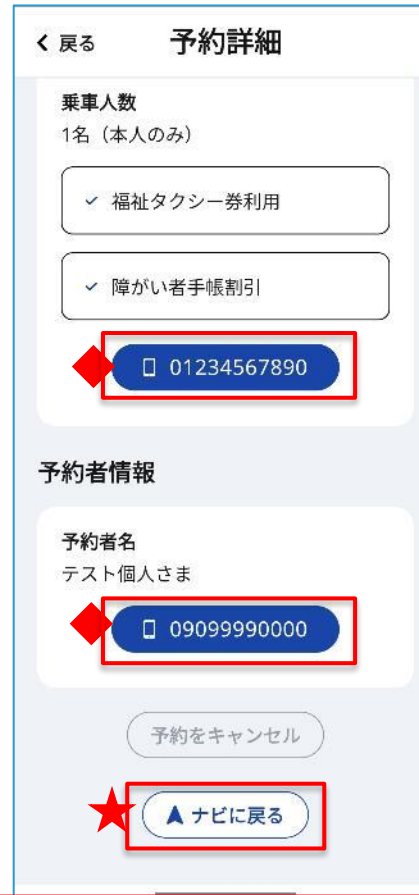 戻る 予約詳細
乗車人数
1名（本人のみ）
福祉タクシー券利用
障がい者手帳割引
01234567890
予約者情報
予約者名
テスト個人さま
09099990000
予約をキャンセル
ナビに戻る